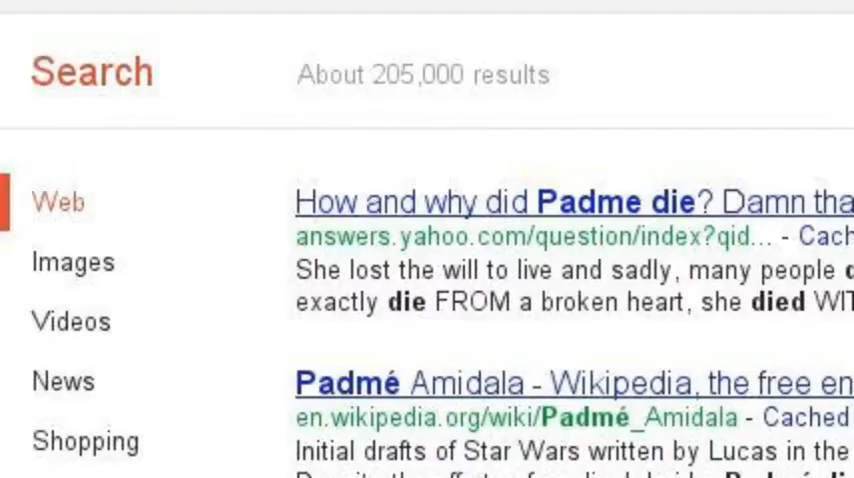 Search
About 205,000 results
Web
Images
Videos
News
Shopping
How and why did Padme die? Damn tha
answers.yahoo.com/question/index?qid... - Cach
She lost the will to live and sadly, many people
exactly die FROM a broken heart, she died WIT
Padmé Amidala - Wikipedia, the free en
en.wikipedia.org/wiki/Padmé_Amidala - Cached
Initial drafts of Star Wars written by Lucas in the